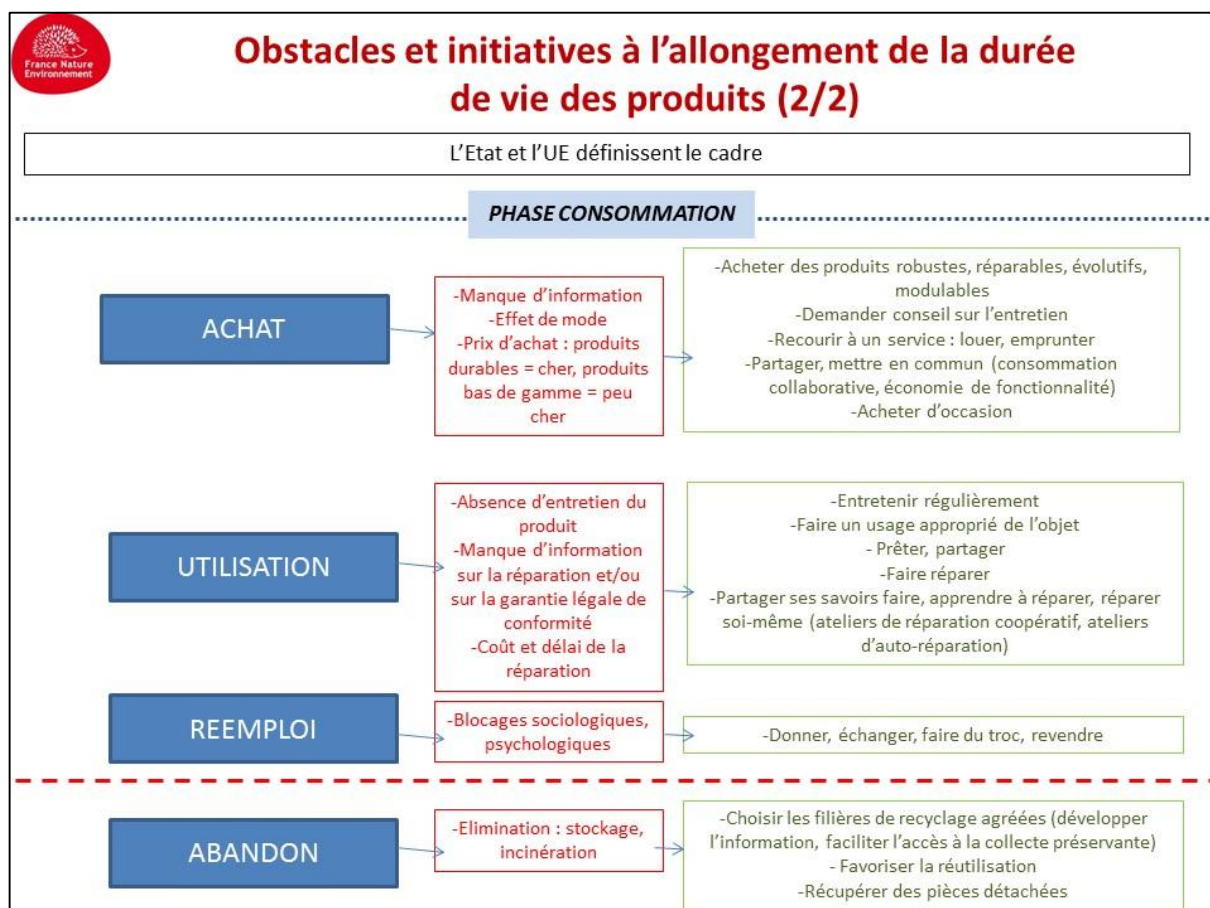 France Nature
Environnement
Obstacles et initiatives à l'allongement de la durée
de vie des produits (2/2)
L'Etat et l'UE définissent le cadre
PHASE CONSOMMATION
ACHAT
-Manque d'information
-Effet de mode
-Prix d'achat : produits
durables = cher, produits
bas de gamme = peu
cher
-Acheter des produits robustes, réparables, évolutifs,
modulables
-Demander conseil sur l'entretien
-Recourir à un service : louer, emprunter
-Partager, mettre en commun (consommation
collaborative, économie de fonctionnalité)
-Acheter d'occasion
UTILISATION
-Absence d'entretien du
produit
-Manque d'information
sur la réparation et/ou
sur la garantie légale de
conformité
-Coût et délai de la
réparation
-Entretenir régulièrement
-Faire un usage approprié de l'objet
- Prêter, partager
-Faire réparer
-Partager ses savoirs faire, apprendre à réparer, réparer
soi-même (ateliers de réparation coopératif, ateliers
d'auto-réparation)
REEMPLOI
-Blocages sociologiques,
psychologiques
-Donner, échanger, faire du troc, revendre
ABANDON
-Elimination : stockage,
incinération
-Choisir les filières de recyclage agréées (développer
l'information, faciliter l'accès à la collecte préservante)
- Favoriser la réutilisation
-Récupérer des pièces détachées